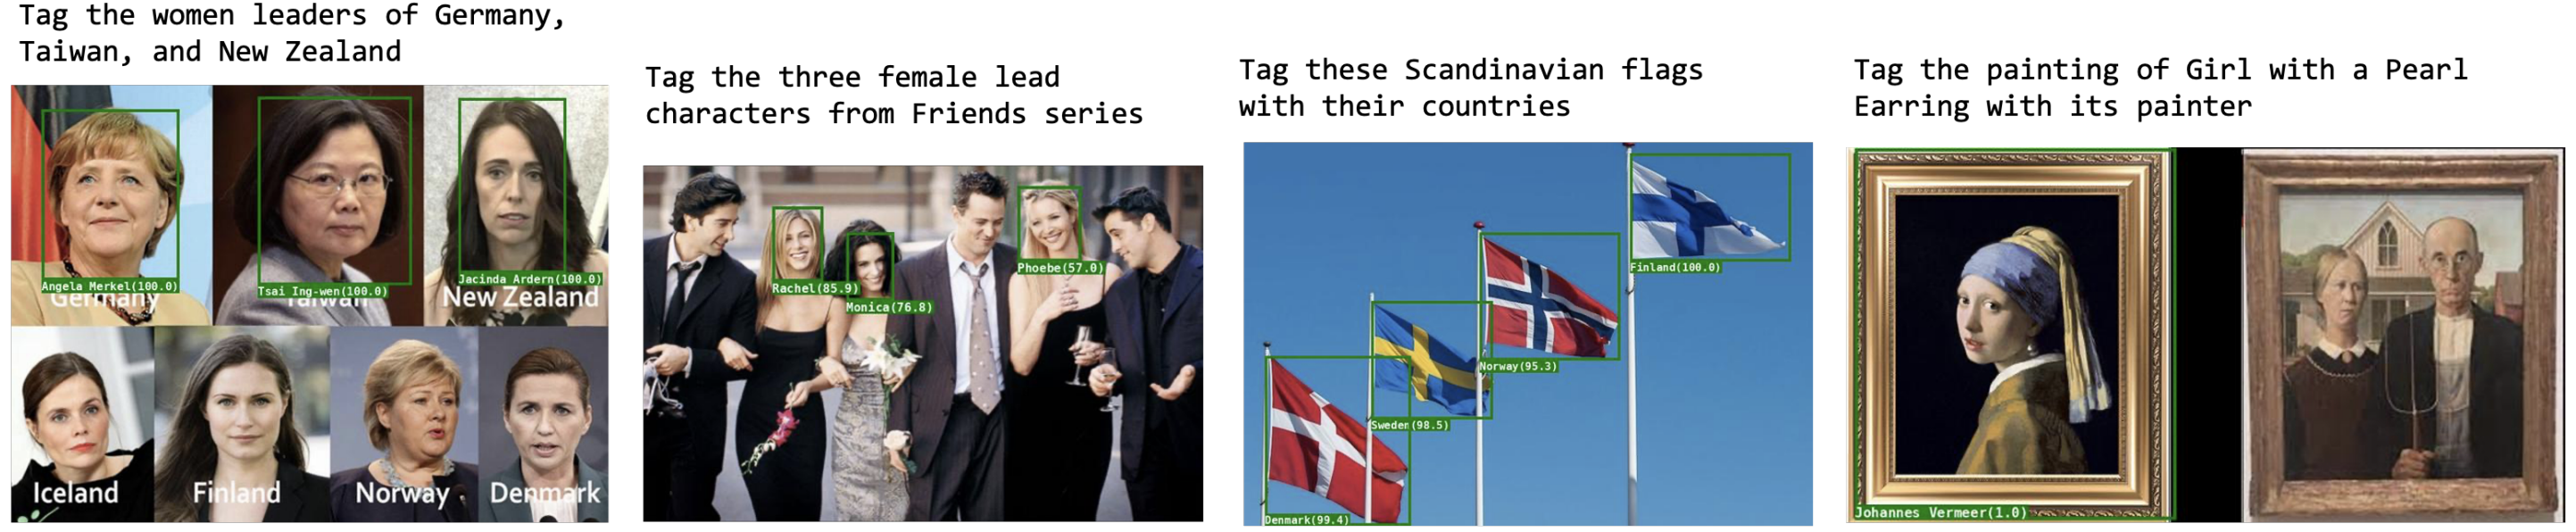 Tag the women leaders of Germany,
Taiwan, and New Zealand
Angela Merkel(100.0)
Tsai Ing-wen(100.0)
Jacinda Ardern(100.0)
Germany
Taiwan
New Zealand
Iceland
Finland
Norway
Denmark
Tag the three female lead
characters from Friends series
Rachel(85.9)
Monica(76.8)
Phoebe(57.0)
Tag these Scandinavian flags
with their countries
Finland(100.0)
Norway(95.3)
Sweden(98.5)
Denmark(99.4)
Tag the painting of Girl with a Pearl
Earring with its painter
Johannes Vermeer(1.0)